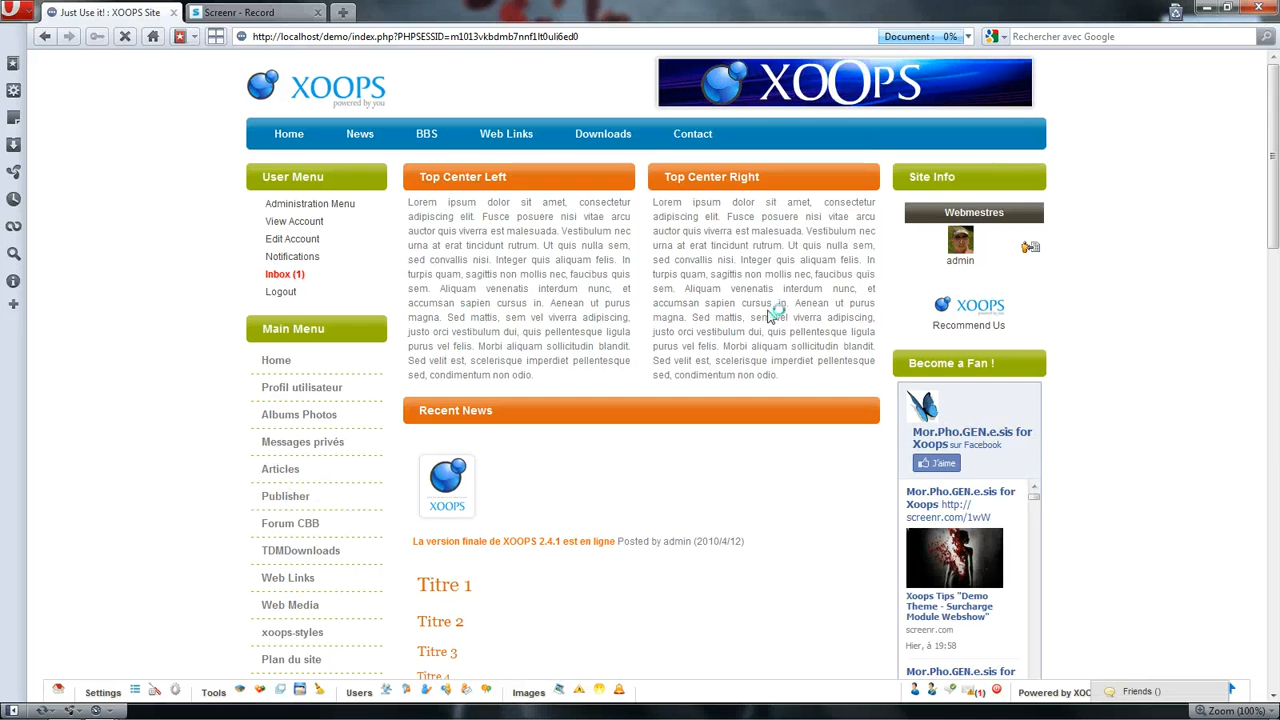 Just Use it! : XOOPS Site
Screenr - Record
http://localhost/demo/index.php?PHPSESSID=m1013vkbdmb7nnf1lt0uli6ed0
Document : 0%
Rechercher avec Google
XOOPS
powered by you
XOOPS
Home
News
BBS
Web Links
Downloads
Contact
User Menu
Administration Menu
View Account
Edit Account
Notifications
Inbox (1)
Logout
Main Menu
Home
Profil utilisateur
Albums Photos
Messages privés
Articles
Publisher
Forum CBB
TDMDownloads
Web Links
Web Media
xoops-styles
Plan du site
Top Center Left
Lorem ipsum dolor sit amet, consectetur
adipiscing elit. Fusce posuere nisi vitae arcu
auctor quis viverra est malesuada. Vestibulum nec
urna at erat tincidunt rutrum. Ut quis nulla sem,
sed convallis nisi. Integer quis aliquam felis. In
turpis quam, sagittis non mollis nec, faucibus quis
sem. Aliquam venenatis interdum nunc, et
accumsan sapien cursus in. Aenean ut purus
magna. Sed mattis, sem vel viverra adipiscing,
justo orci vestibulum dui, quis pellentesque ligula
purus vel felis. Morbi aliquam sollicitudin blandit.
Sed velit est, scelerisque imperdiet pellentesque
sed, condimentum non odio.
Top Center Right
Lorem ipsum dolor sit amet, consectetur
adipiscing elit. Fusce posuere nisi vitae arcu
auctor quis viverra est malesuada. Vestibulum nec
urna at erat tincidunt rutrum. Ut quis nulla sem,
sed convallis nisi. Integer quis aliquam felis. In
turpis quam, sagittis non mollis nec, faucibus quis
sem. Aliquam venenatis interdum nunc, et
accumsan sapien cursus in. Aenean ut purus
magna. Sed mattis, sem vel viverra adipiscing,
justo orci vestibulum dui, quis pellentesque ligula
purus vel felis. Morbi aliquam sollicitudin blandit.
Sed velit est, scelerisque imperdiet pellentesque
sed, condimentum non odio.
Recent News
XOOPS
La version finale de XOOPS 2.4.1 est en ligne Posted by admin (2010/4/12)
Titre 1
Titre 2
Titre 3
Titre 4
Site Info
Webmestres
admin
XOOPS
powered by you
Recommend Us
Become a Fan !
Mor.Pho.GEN.e.sis for
Xoops sur Facebook
J'aime
Mor.Pho.GEN.e.sis for
Xoops http://
screenr.com/1wW
Xoops Tips "Demo
Theme - Surcharge
Module Webshow"
screenr.com
Hier, à 19:58
Mor.Pho.GEN.e.sis for
Settings
Tools
Users
Images
(1)
Powered by XOO
Friends ()
Zoom (100%)